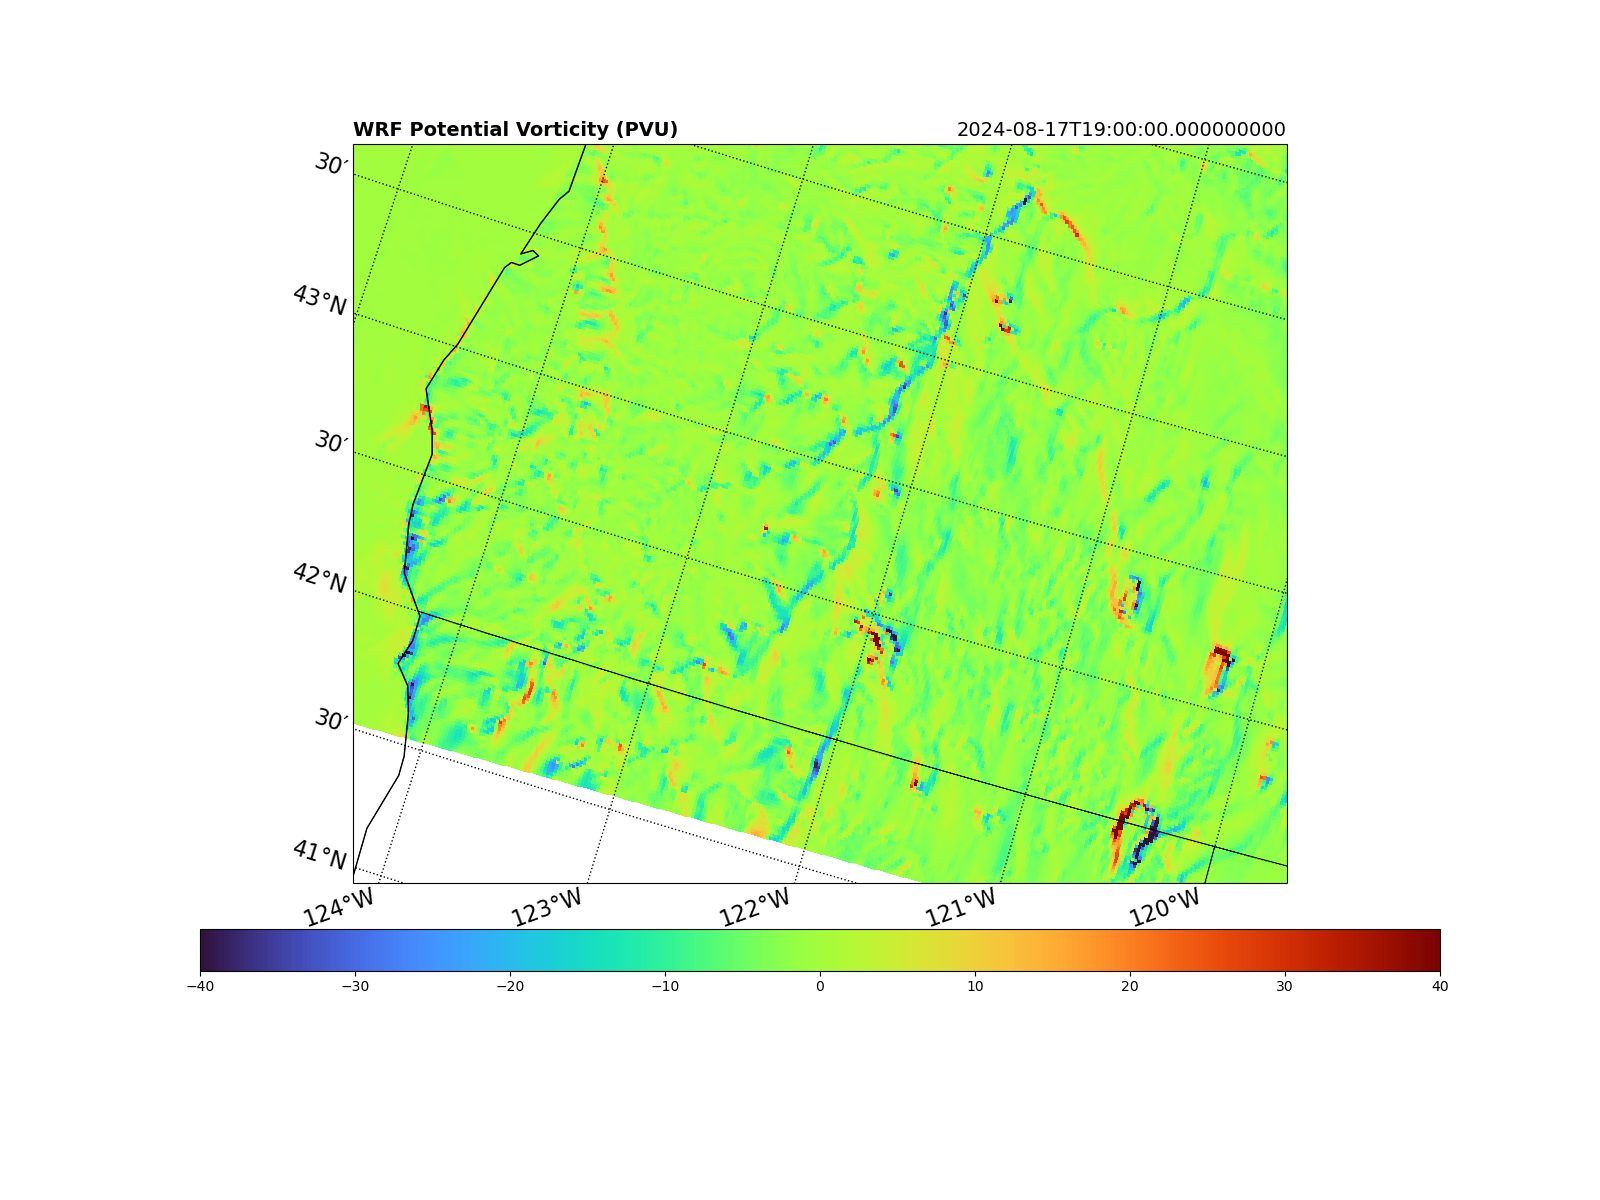 WRF Potential Vorticity (PVU)
2024-08-17T19:00:00.000000000
30′
43°N
30′
42°N
30′
41°N
124°W
123°W
122°W
121°W
120°W
−40
−30
−20
−10
0
10
20
30
40